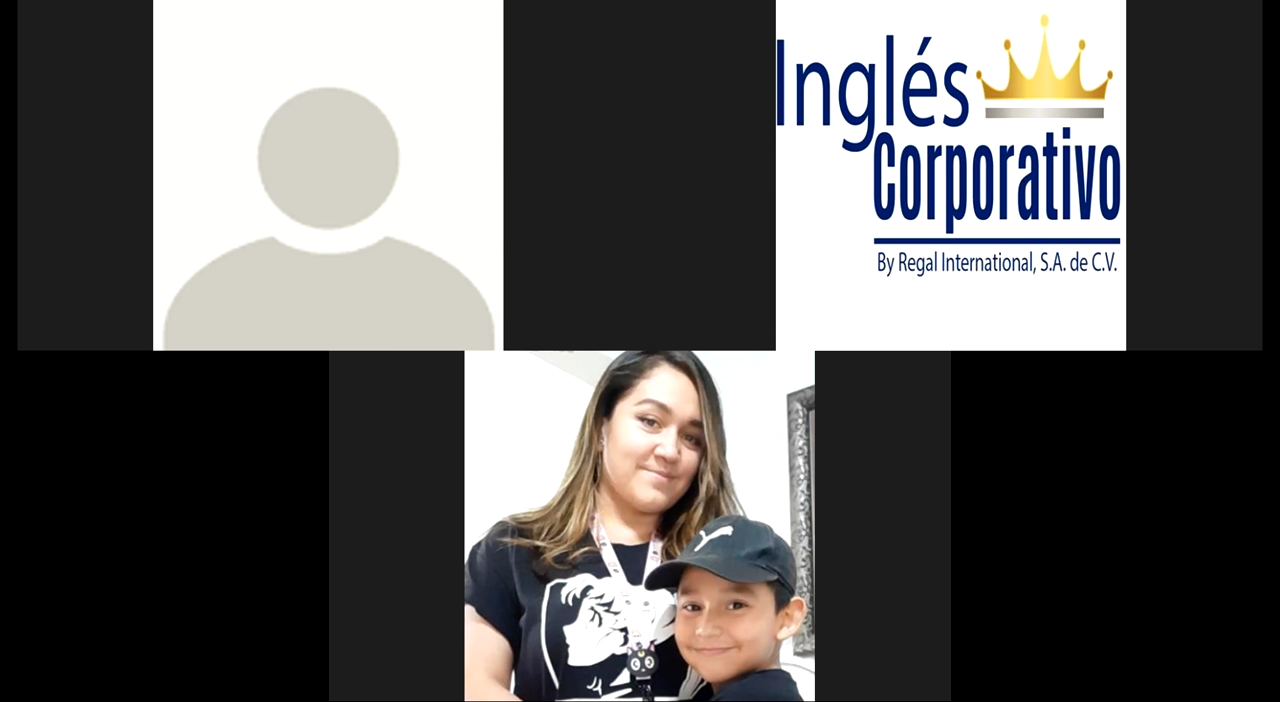 Inglés
Corporativo
By Regal International, S.A. de C.V.